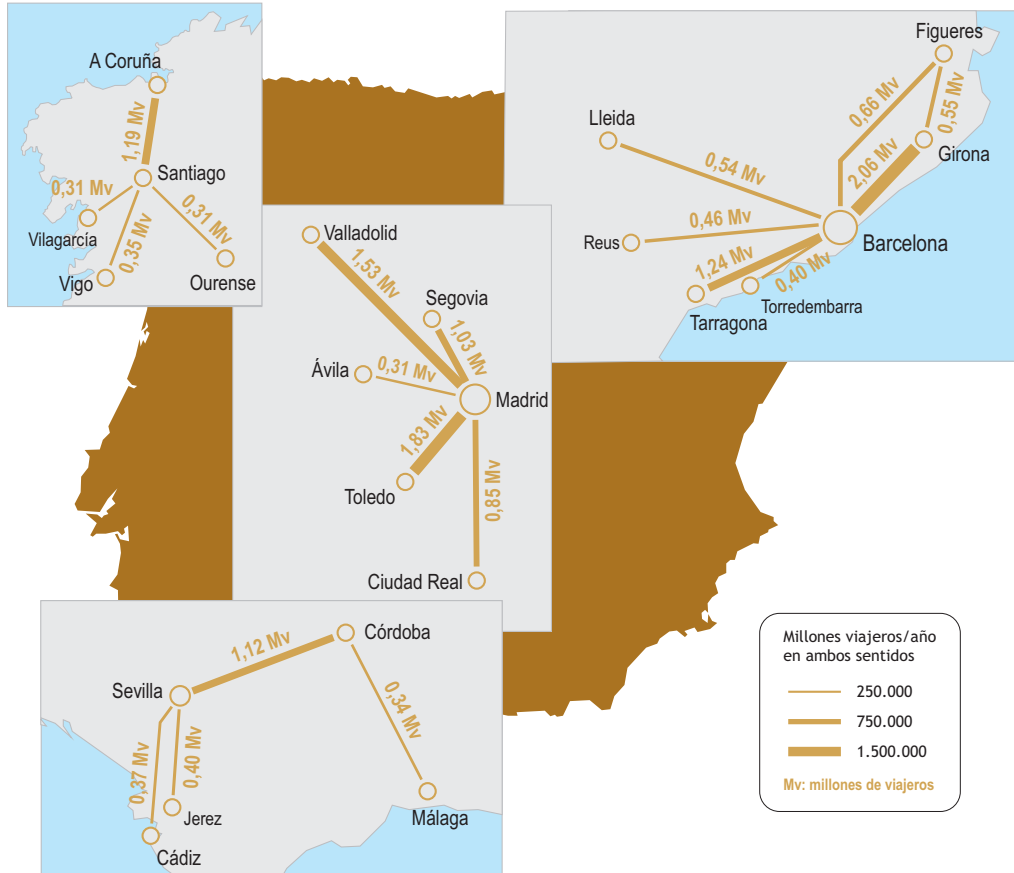 A Coruña
1,19 Mv
Santiago
0,31 Mv
0,31 Mv
Vilagarcía
0,35 Mv
Vigo
Ourense
Figueres
0,66 Mv
0,55 Mv
Lleida
Girona
2,06 Mv
0,54 Mv
0,46 Mv
Reus
Barcelona
1,24 Mv
0,40 Mv
Tarragona
Torredembarra
Valladolid
1,53 Mv
Segovia
1,03 Mv
Ávila
0,31 Mv
Madrid
1,83 Mv
Toledo
0,85 Mv
Ciudad Real
Córdoba
1,12 Mv
Sevilla
0,34 Mv
0,37 Mv
0,40 Mv
Jerez
Málaga
Cádiz
Millones viajeros/año
en ambos sentidos
250.000
750.000
1.500.000
Mv: millones de viajeros